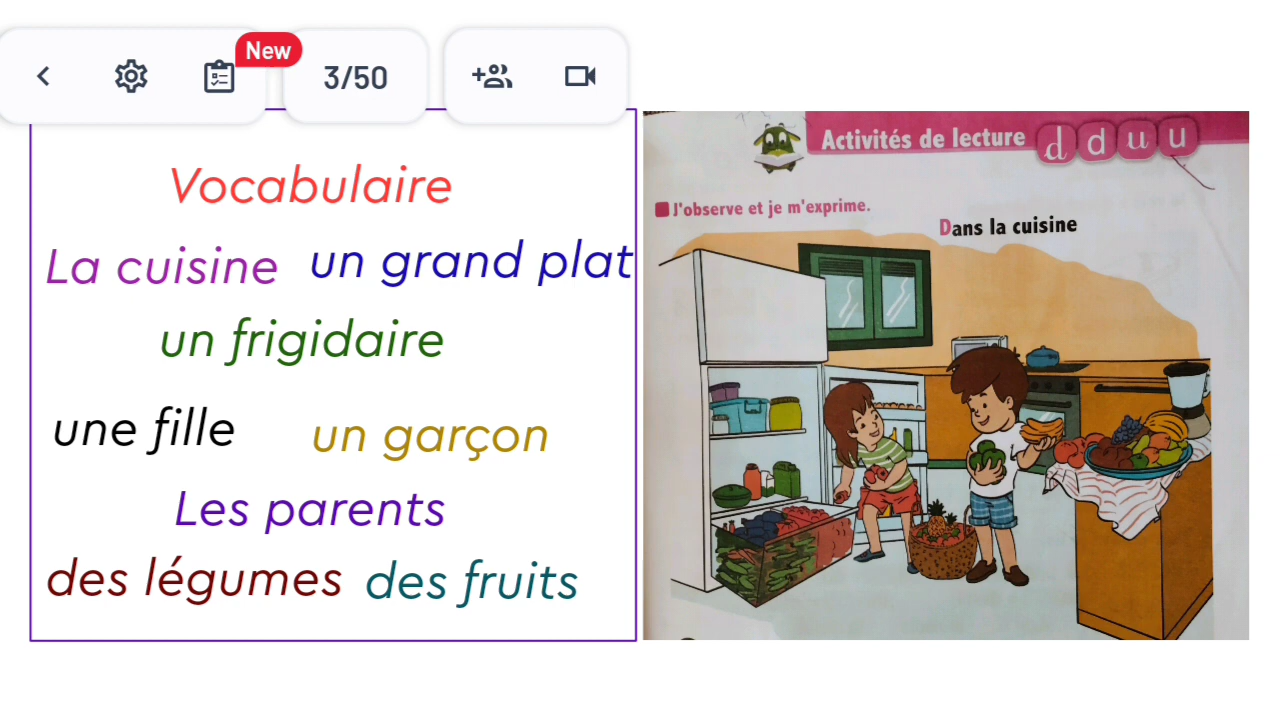 New
3/50
Vocabulaire
La cuisine un grand plat
un frigidaire
une fille un garçon
Les parents
des légumes des fruits
Activités de lecture d d u u
J'observe et je m'exprime.
Dans la cuisine